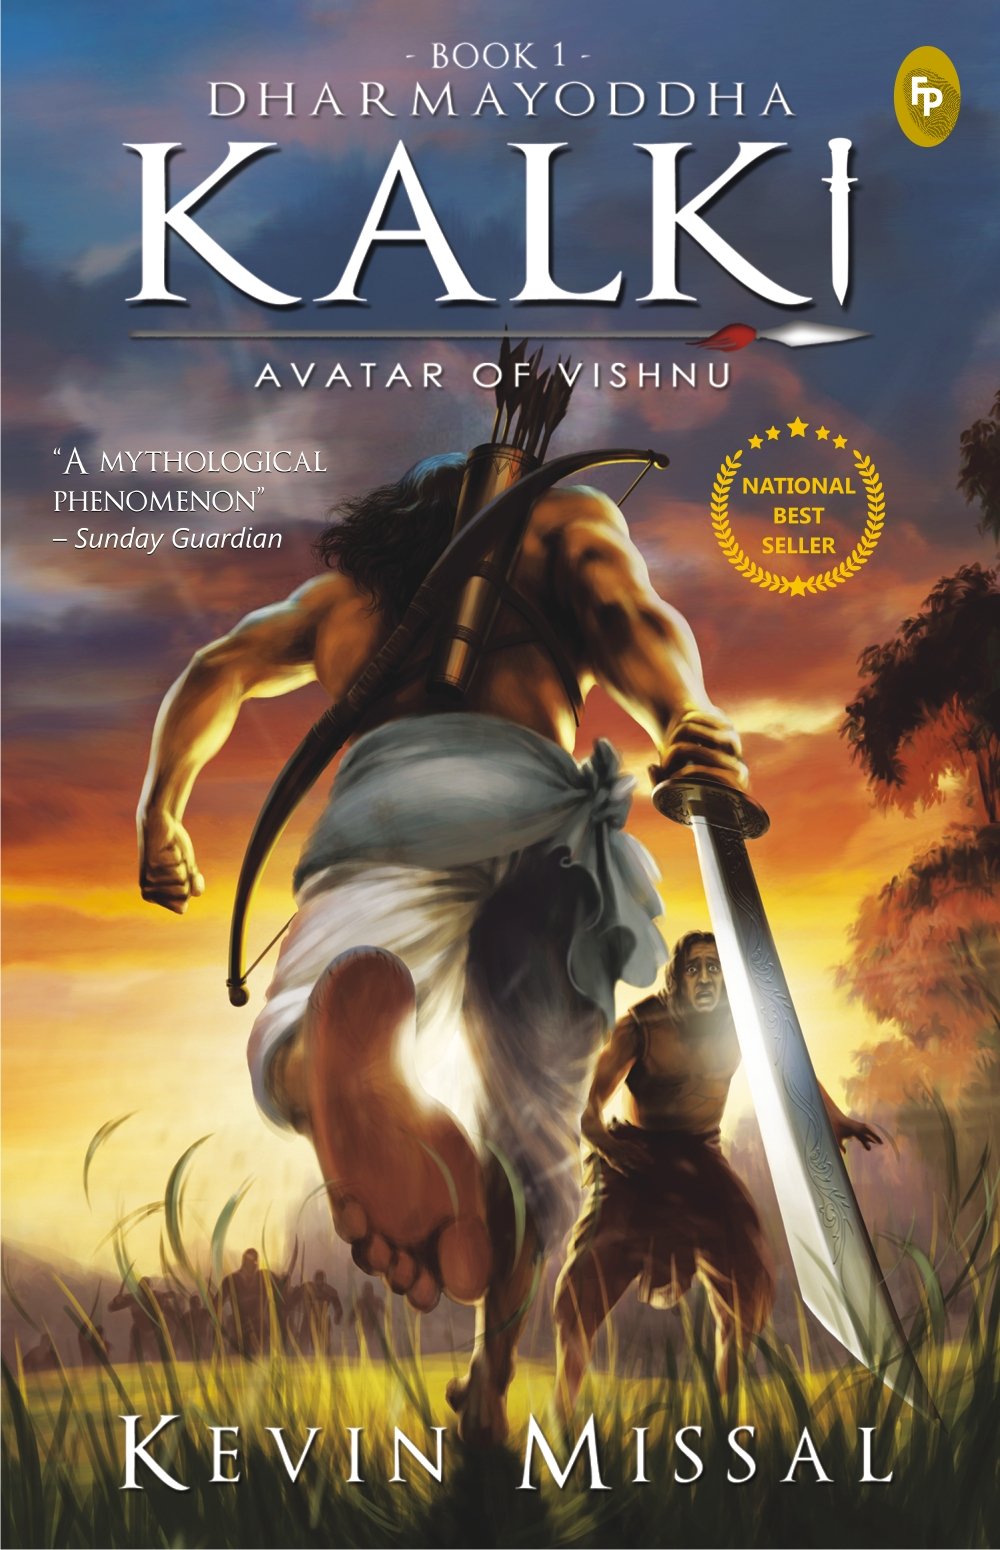 - BOOK 1 -
DHARMAYODDHA
FP
KALKi
AVATAR OF VISHNU
“A MYTHOLOGICAL
PHENOMENON”
– Sunday Guardian
NATIONAL
BEST
SELLER
KEVIN MISSAL